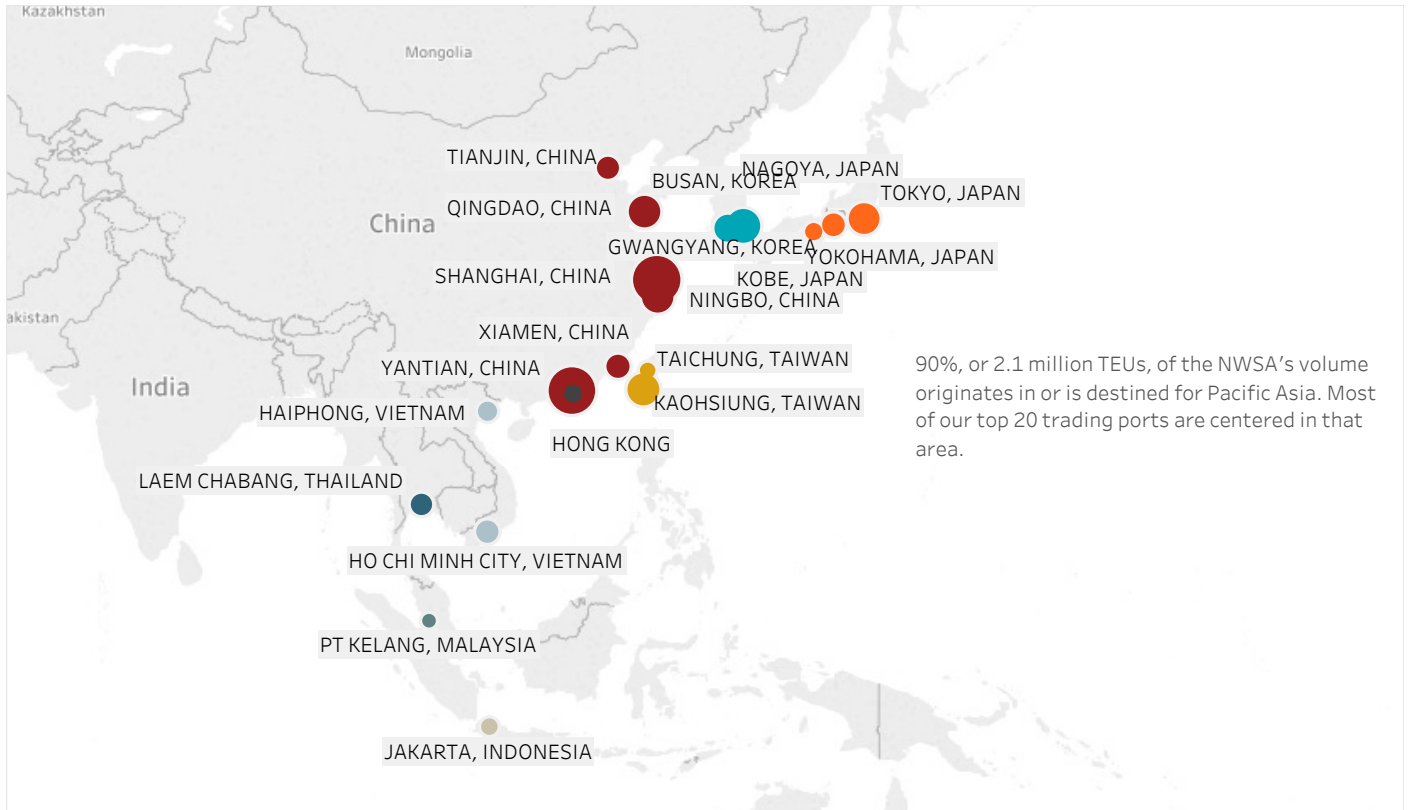 Kazakhstan
Mongolia
TIANJIN, CHINA
NAGOYA, JAPAN
BUSAN, KOREA
TOKYO, JAPAN
QINGDAO, CHINA
China
GWANGYANG, KOREA
YOKOHAMA, JAPAN
SHANGHAI, CHINA
KOBE, JAPAN
NINGBO, CHINA
akistan
XIAMEN, CHINA
TAICHUNG, TAIWAN
YANTIAN, CHINA
India
KAOHSIUNG, TAIWAN
HAIPHONG, VIETNAM
HONG KONG
90%, or 2.1 million TEUs, of the NWSA's volume
originates in or is destined for Pacific Asia. Most
of our top 20 trading ports are centered in that
area.
LAEM CHABANG, THAILAND
HO CHI MINH CITY, VIETNAM
PT KELANG, MALAYSIA
JAKARTA, INDONESIA